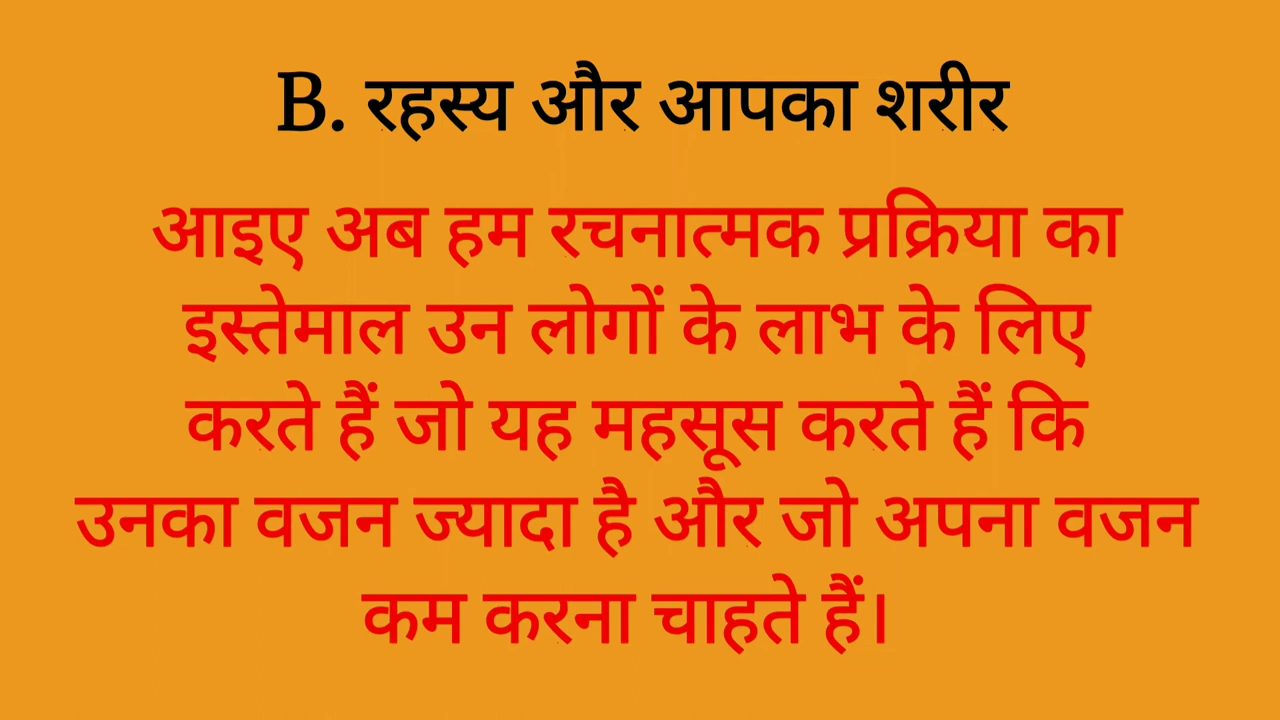 B. रहस्य और आपका शरीर
आइए अब हम रचनात्मक प्रक्रिया का
इस्तेमाल उन लोगों के लाभ के लिए
करते हैं जो यह महसूस करते हैं कि
उनका वजन ज्यादा है और जो अपना वजन
कम करना चाहते हैं।